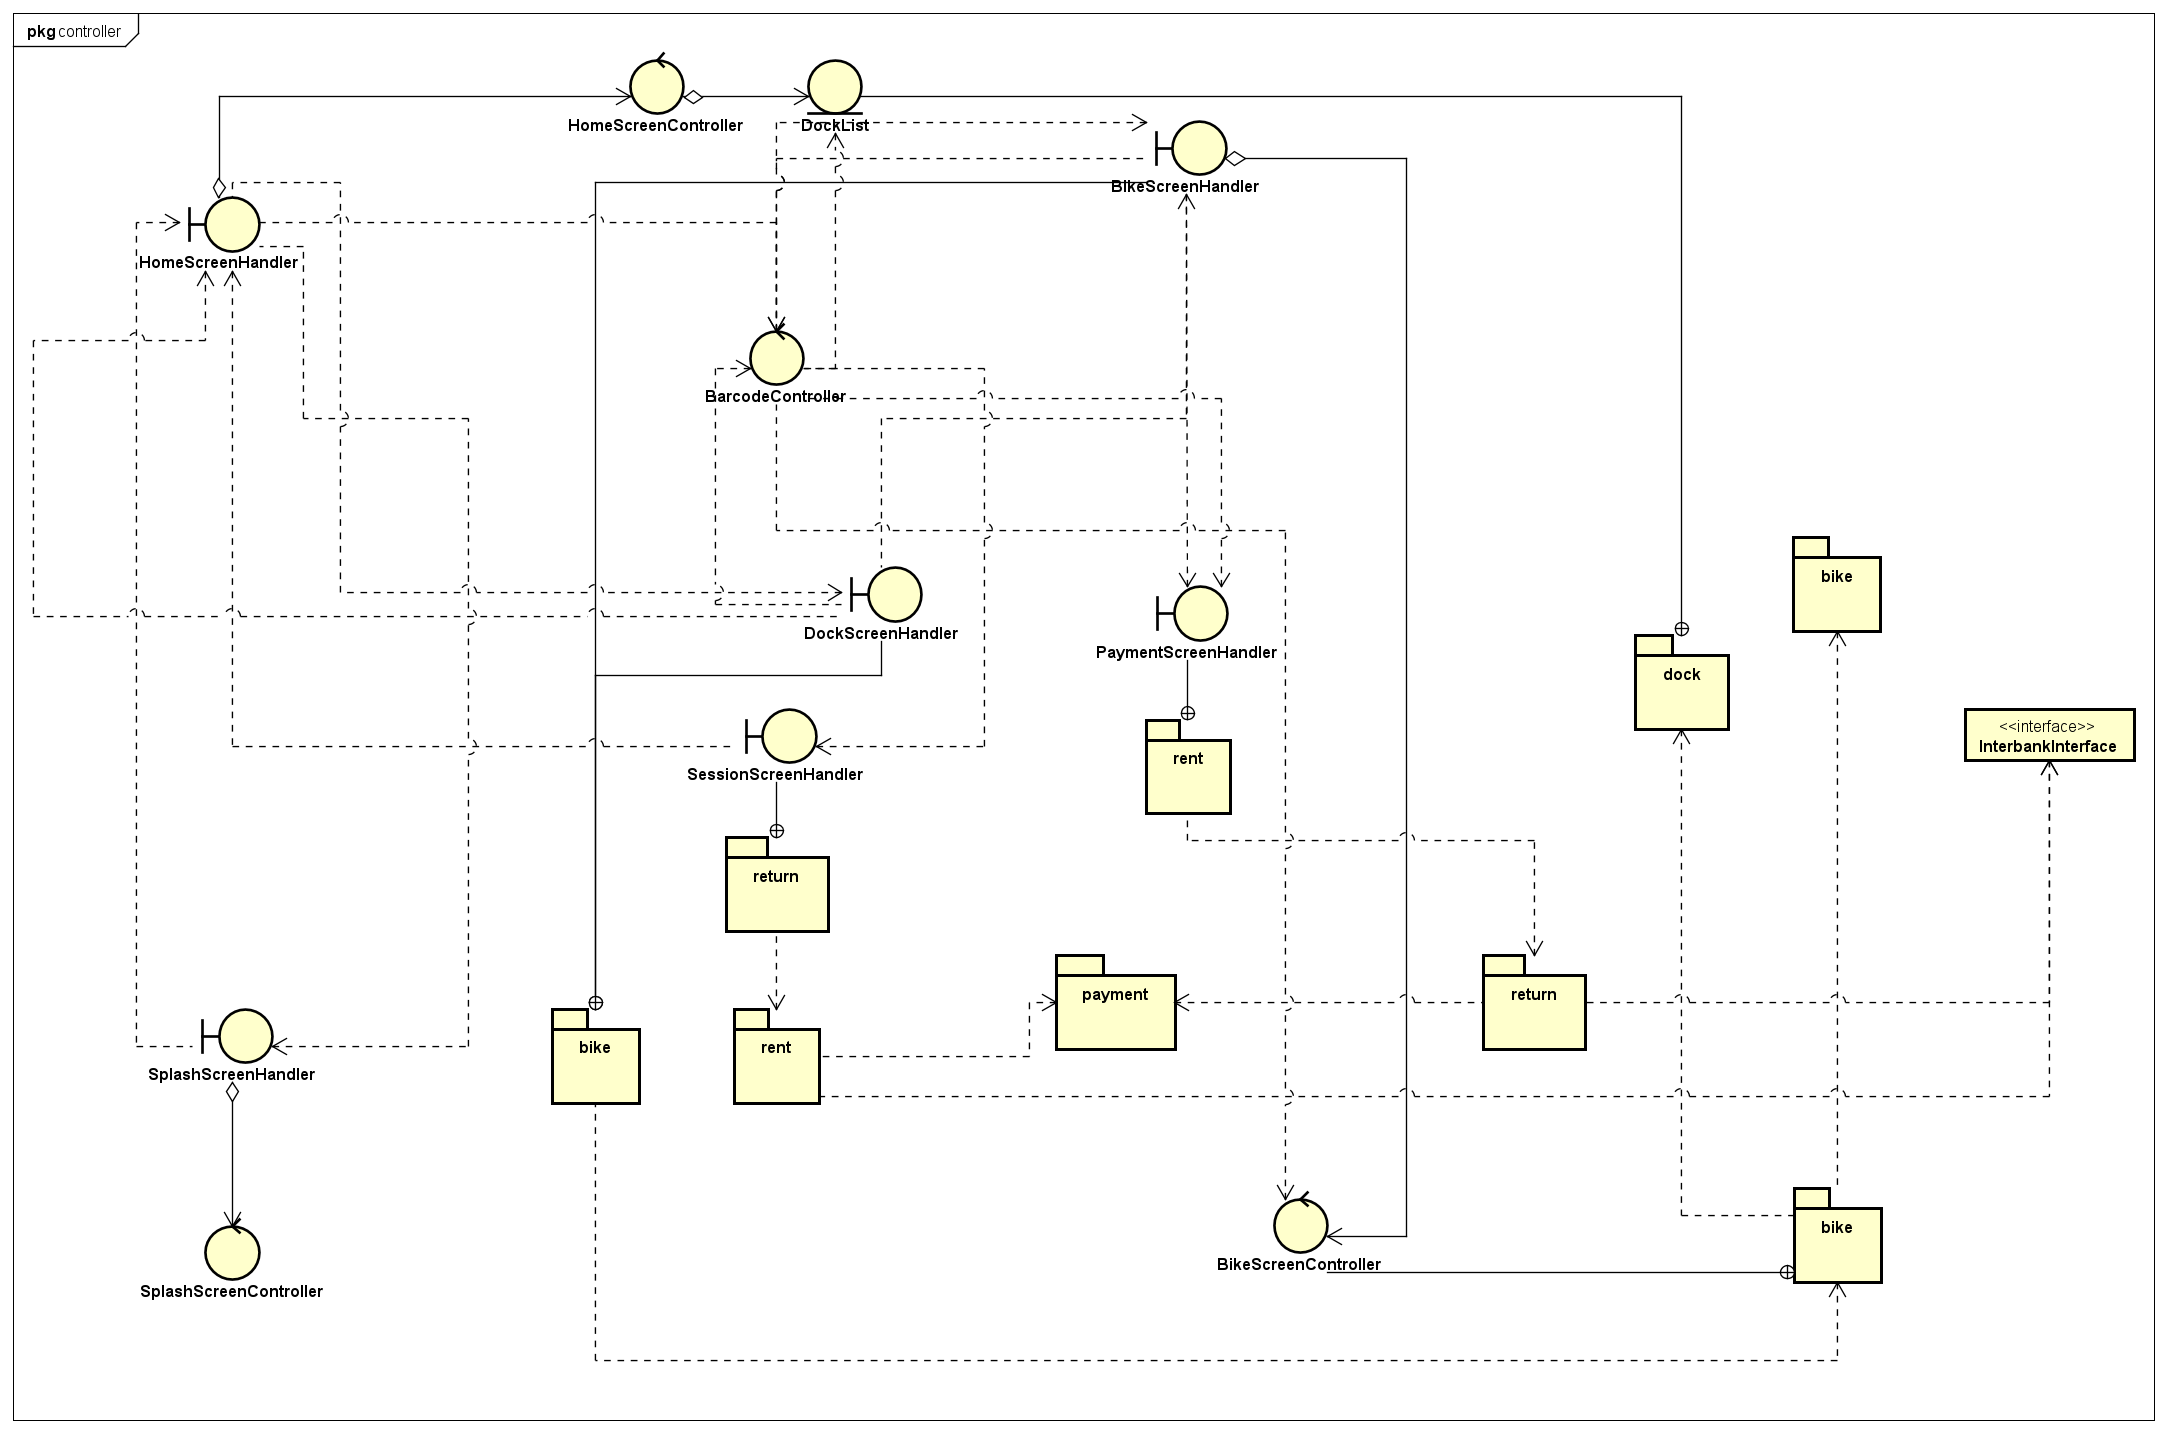 pkg controller
HomeScreenController
DockList
BikeScreenHandler
HomeScreenHandler
BarcodeController
bike
DockScreenHandler
PaymentScreenHandler
dock
<<interface>>
InterbankInterface
rent
SessionScreenHandler
return
payment
return
bike
rent
SplashScreenHandler
bike
BikeScreenController
SplashScreenController